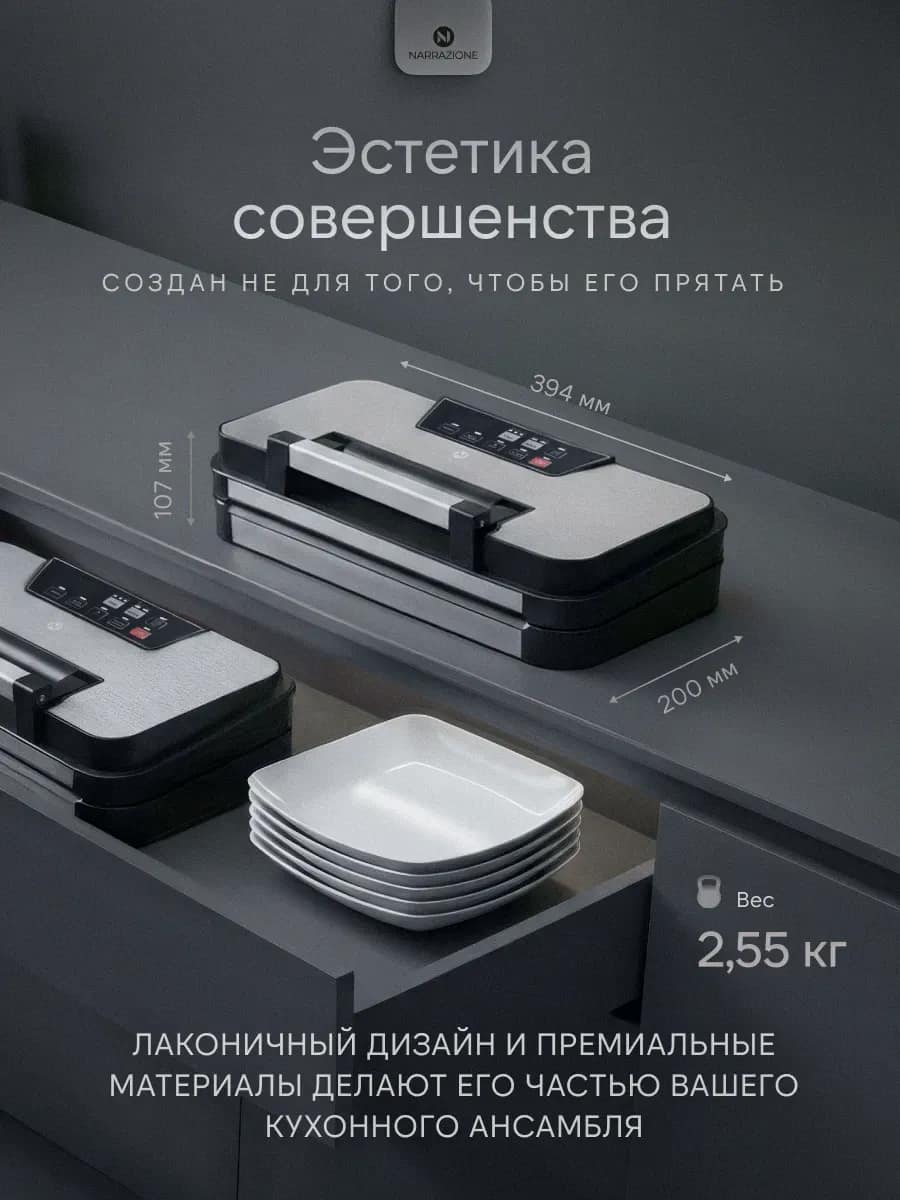 NARRAZIONE
Эстетика
совершенства
СОЗДАН НЕ ДЛЯ ТОГО, ЧТОБЫ ЕГО ПРЯТАТЬ
394 мм
107 мм
200 мм
Вес
2,55 кг
ЛАКОНИЧНЫЙ ДИЗАЙН И ПРЕМИАЛЬНЫЕ
МАТЕРИАЛЫ ДЕЛАЮТ ЕГО ЧАСТЬЮ ВАШЕГО
КУХОННОГО АНСАМБЛЯ